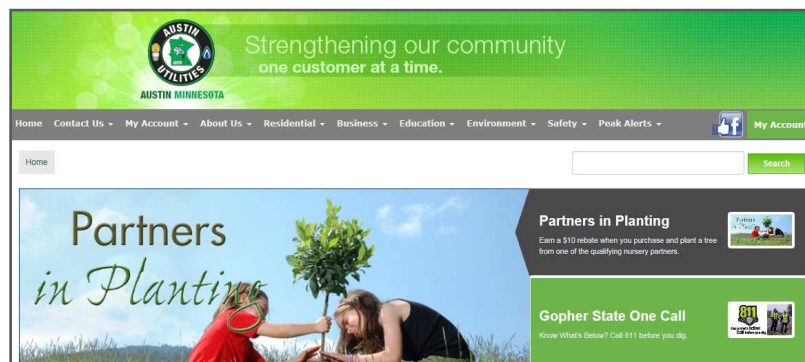 AUSTIN
UTILITIES
AUSTIN MINNESOTA
Strengthening our community
one customer at a time.
Home Contact Us My Account About Us Residential Business Education Environment Safety Peak Alerts f My Account
Home
Search
Partners
in Planting
Partners in Planting
Earn a $10 rebate when you purchase and plant a tree
from one of the qualifying nursery partners.
Partners
in Planting
Gopher State One Call
Know What's Below? Call 811 before you dig.
811